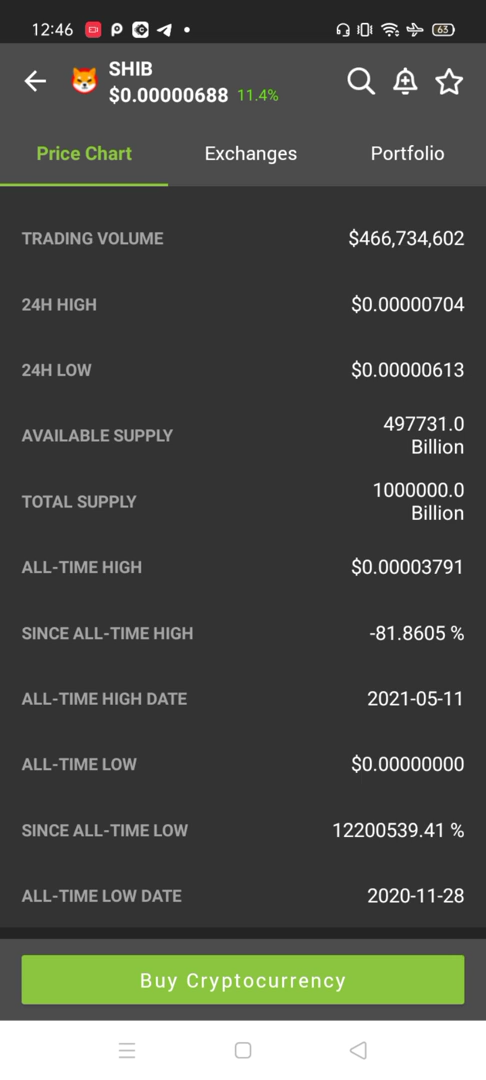 12:46
63
SHIB
$0.00000688 11.4%
Price Chart Exchanges Portfolio
TRADING VOLUME $466,734,602
24H HIGH $0.00000704
24H LOW $0.00000613
AVAILABLE SUPPLY 497731.0
Billion
TOTAL SUPPLY 1000000.0
Billion
ALL-TIME HIGH $0.00003791
SINCE ALL-TIME HIGH -81.8605 %
ALL-TIME HIGH DATE 2021-05-11
ALL-TIME LOW $0.00000000
SINCE ALL-TIME LOW 12200539.41 %
ALL-TIME LOW DATE 2020-11-28
Buy Cryptocurrency